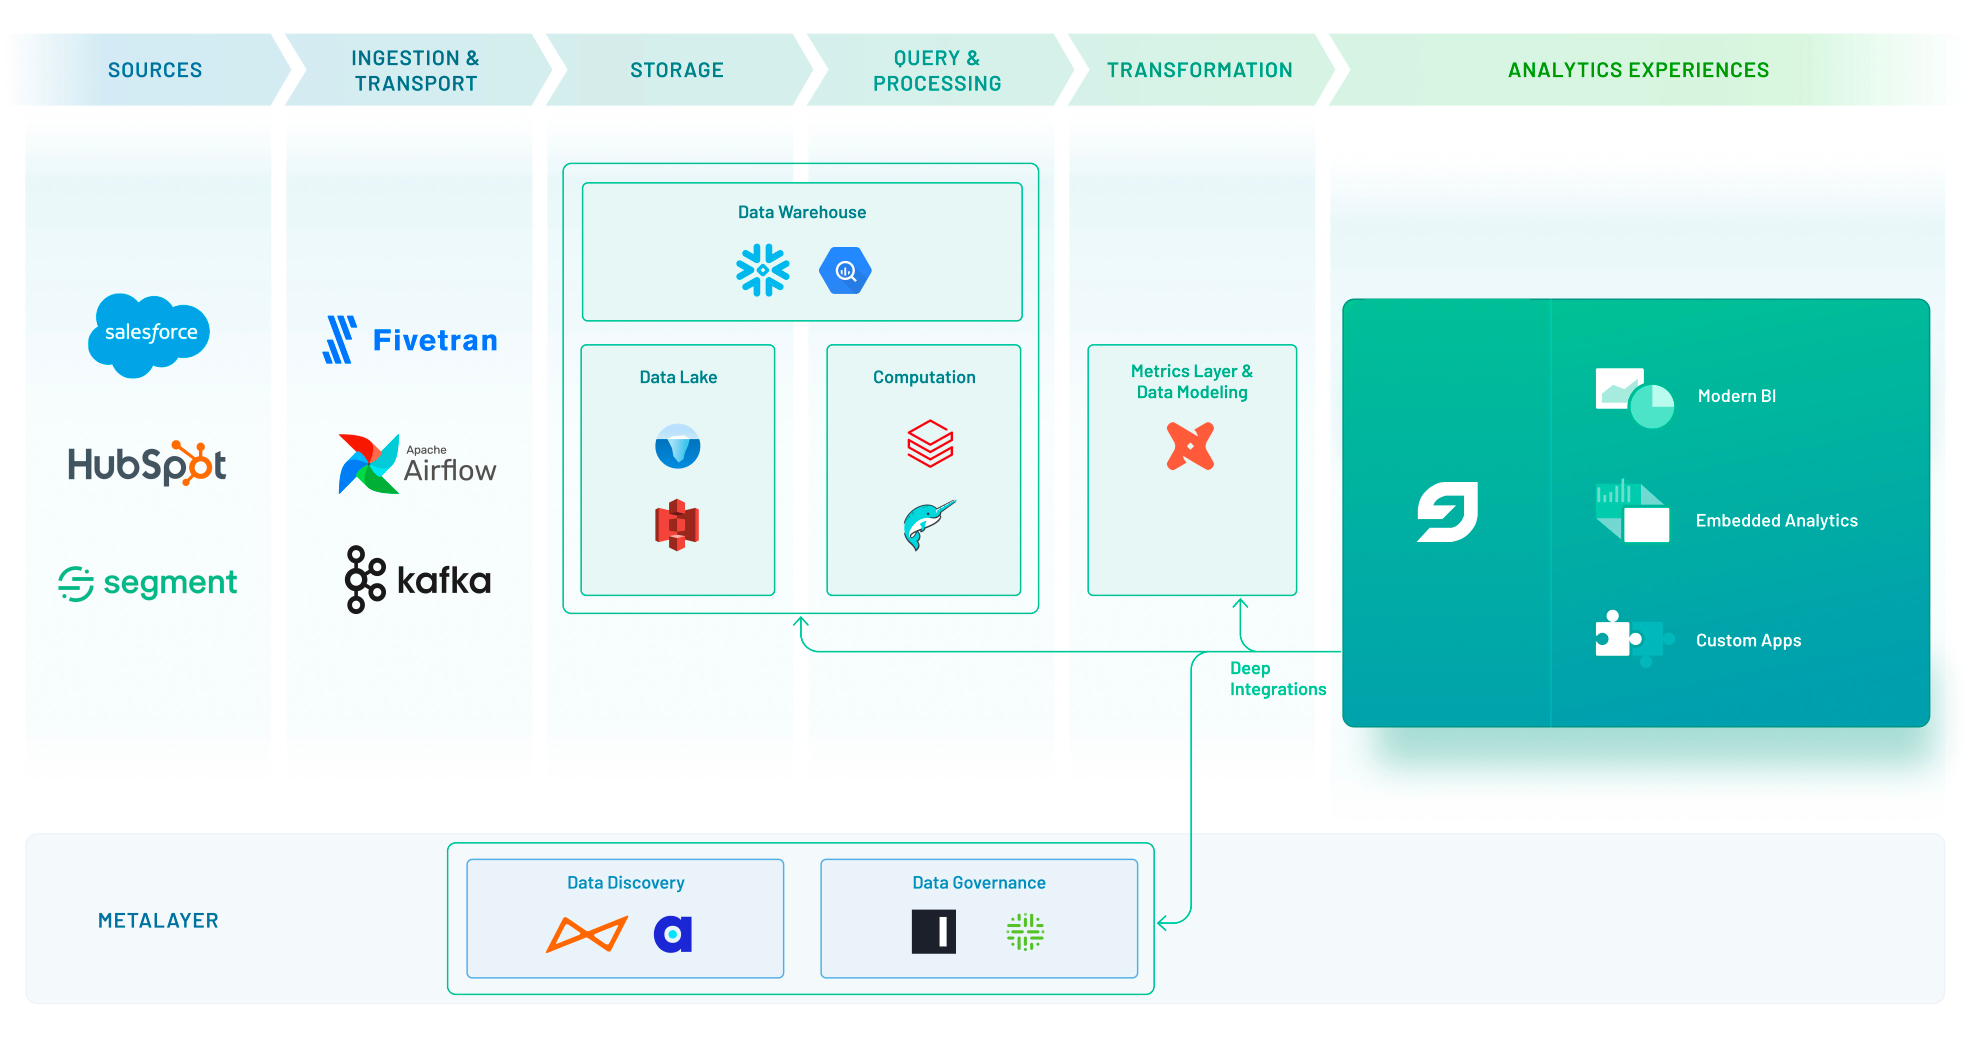 SOURCES
INGESTION &
TRANSPORT
STORAGE
QUERY &
PROCESSING
TRANSFORMATION
ANALYTICS EXPERIENCES
salesforce
HubSpot
segment
Fivetran
Apache
Airflow
kafka
Data Warehouse
Data Lake
Computation
Metrics Layer &
Data Modeling
Modern BI
Embedded Analytics
Custom Apps
Deep
Integrations
METALAYER
Data Discovery
a
Data Governance